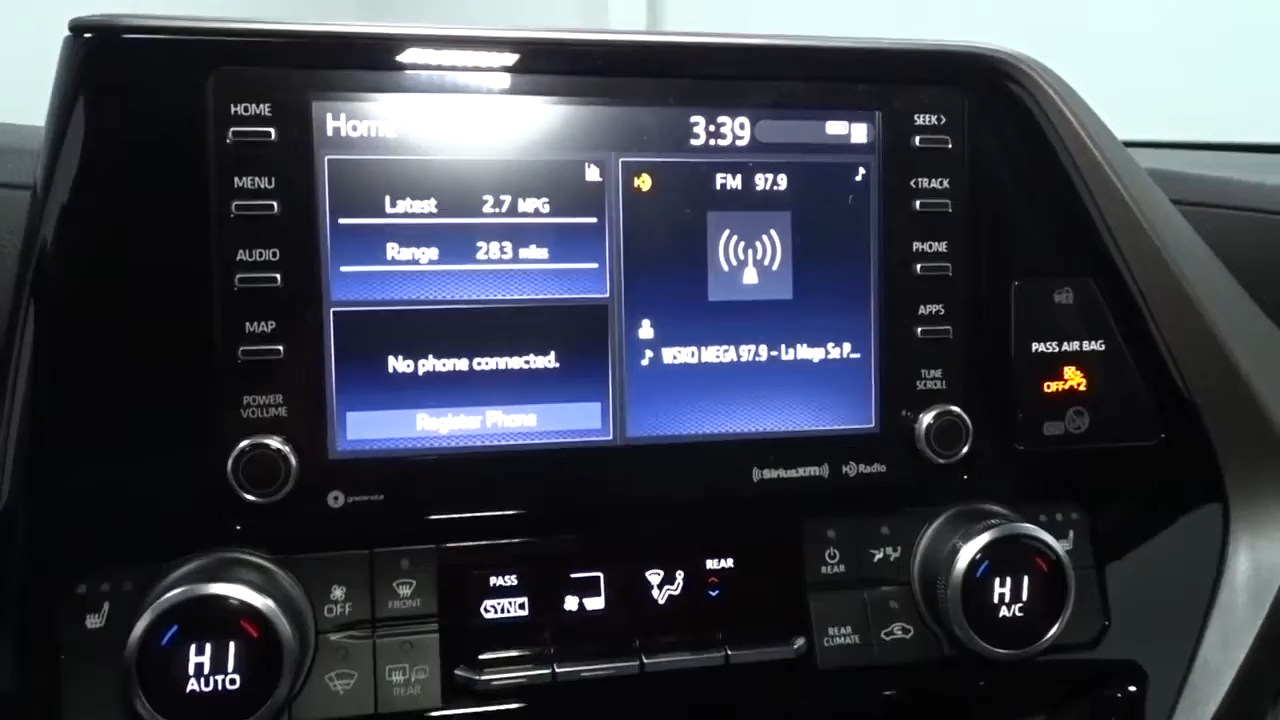 HOME
MENU
AUDIO
MAP
POWER
VOLUME
Home
3:39
Latest 2.7 MPG
Range 283 miles
No phone connected.
Register Phone
FM 97.9
WSKQ MEGA 97.9 - La Mega Se P...
SEEK >
< TRACK
PHONE
APPS
TUNE
SCROLL
PASS AIR BAG
OFF 2
gracenote
SiriusXM
HD Radio
HI
AUTO
OFF
FRONT
REAR
PASS
SYNC
REAR
REAR
REAR
CLIMATE
HI
A/C